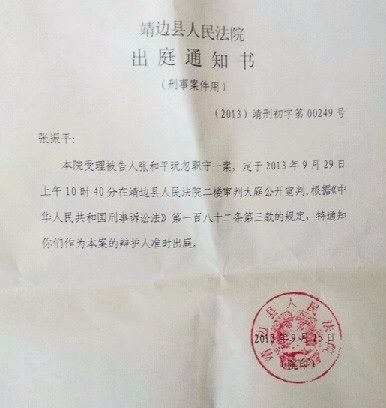 靖边县人民法院
出庭通知书
（刑事案件用）
（2013）靖刑初字第00249号
张振平：
本院受理被告人张和平玩忽职守一案，定于2013年9月29日
上午10时40分在靖边县人民法院二楼审判大庭公开宣判，根据《中
华人民共和国刑事诉讼法》第一百八十二条第三款的规定，特通知
你们作为本案的辩护人准时出庭。
靖边县人民法院
2013年9月25日
（院印）